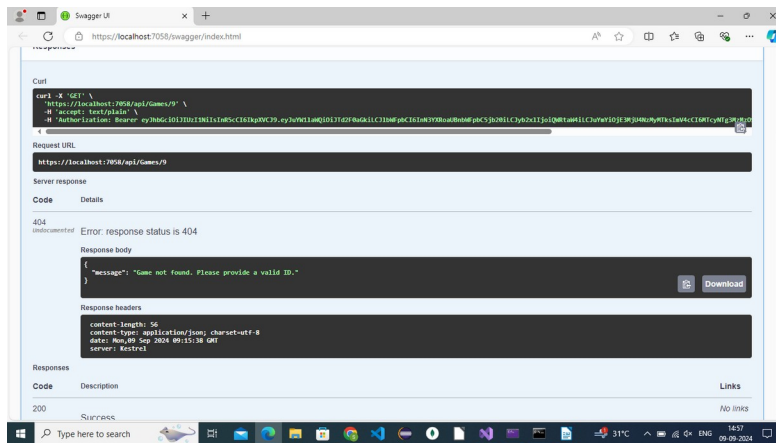 Swagger UI
https://localhost:7058/swagger/index.html
Responses
Curl
curl -X 'GET' \
'https://localhost:7058/api/Games/9' \
-H 'accept: text/plain' \
-H 'Authorization: Bearer
Request URL
https://localhost:7058/api/Games/9
Server response
Code Details
404
Undocumented
Error: response status is 404
Response body
{
"message": "Game not found. Please provide a valid ID."
}
Download
Response headers
content-length: 56
content-type: application/json; charset=utf-8
date: Mon,09 Sep 2024 09:15:38 GMT
server: Kestrel
Responses
Code Description Links
200
Success
No links
Type here to search
31°C
ENG
14:57
09-09-2024